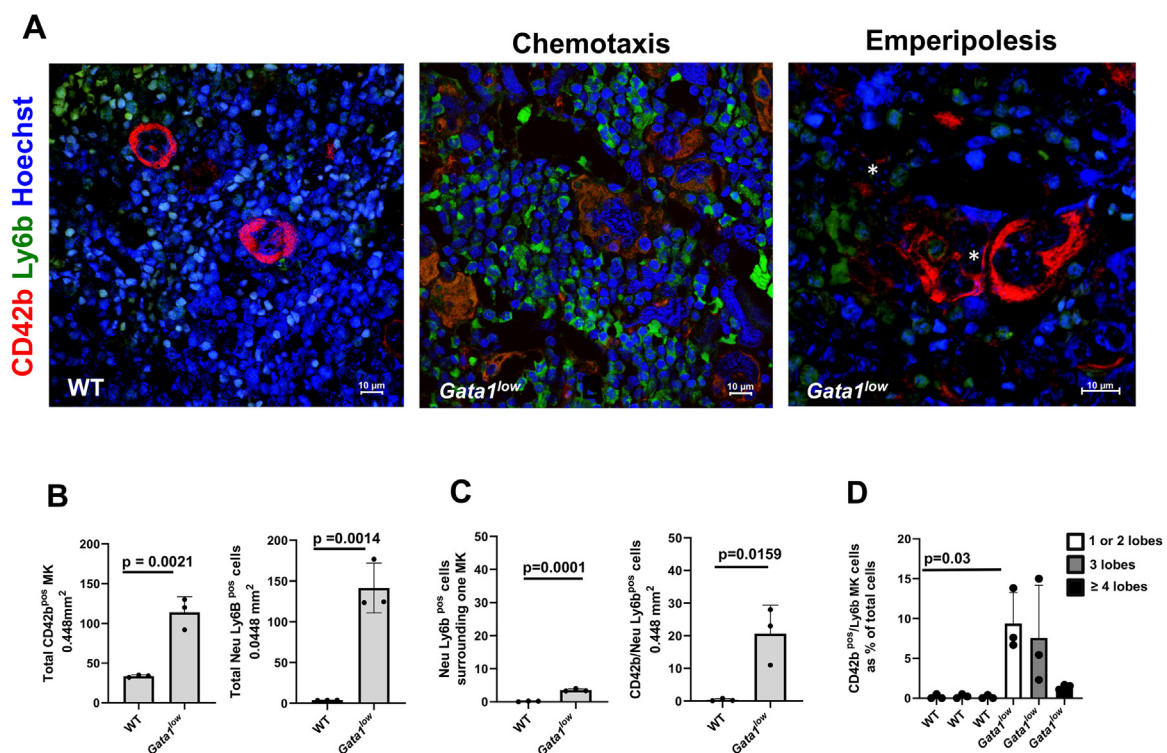 A
Chemotaxis
Emperipolesis
CD42b Ly6b Hoechst
WT
10 µm
Gata1low
10 µm
Gata1low
10 µm
B
Total CD42bpos MK
0.448mm2
200
150
100
50
0
p = 0.0021
WT
Gata1low
Total Neu Ly6B pos cells
0.0448 mm2
200
150
100
50
0
p =0.0014
WT
Gata1low
C
Neu Ly6b pos cells
surrounding one MK
50
40
30
20
10
0
p =0.0001
WT
Gata1low
CD42b/Neu Ly6bpos cells
0.448 mm2
50
40
30
20
10
0
p=0.0159
WT
Gata1low
D
CD42b pos/Ly6b MK cells
as % of total cells
20
15
10
5
0
p=0.03
WT
WT
WT
Gata1low
Gata1low
Gata1low
1 or 2 lobes
3 lobes
≥ 4 lobes